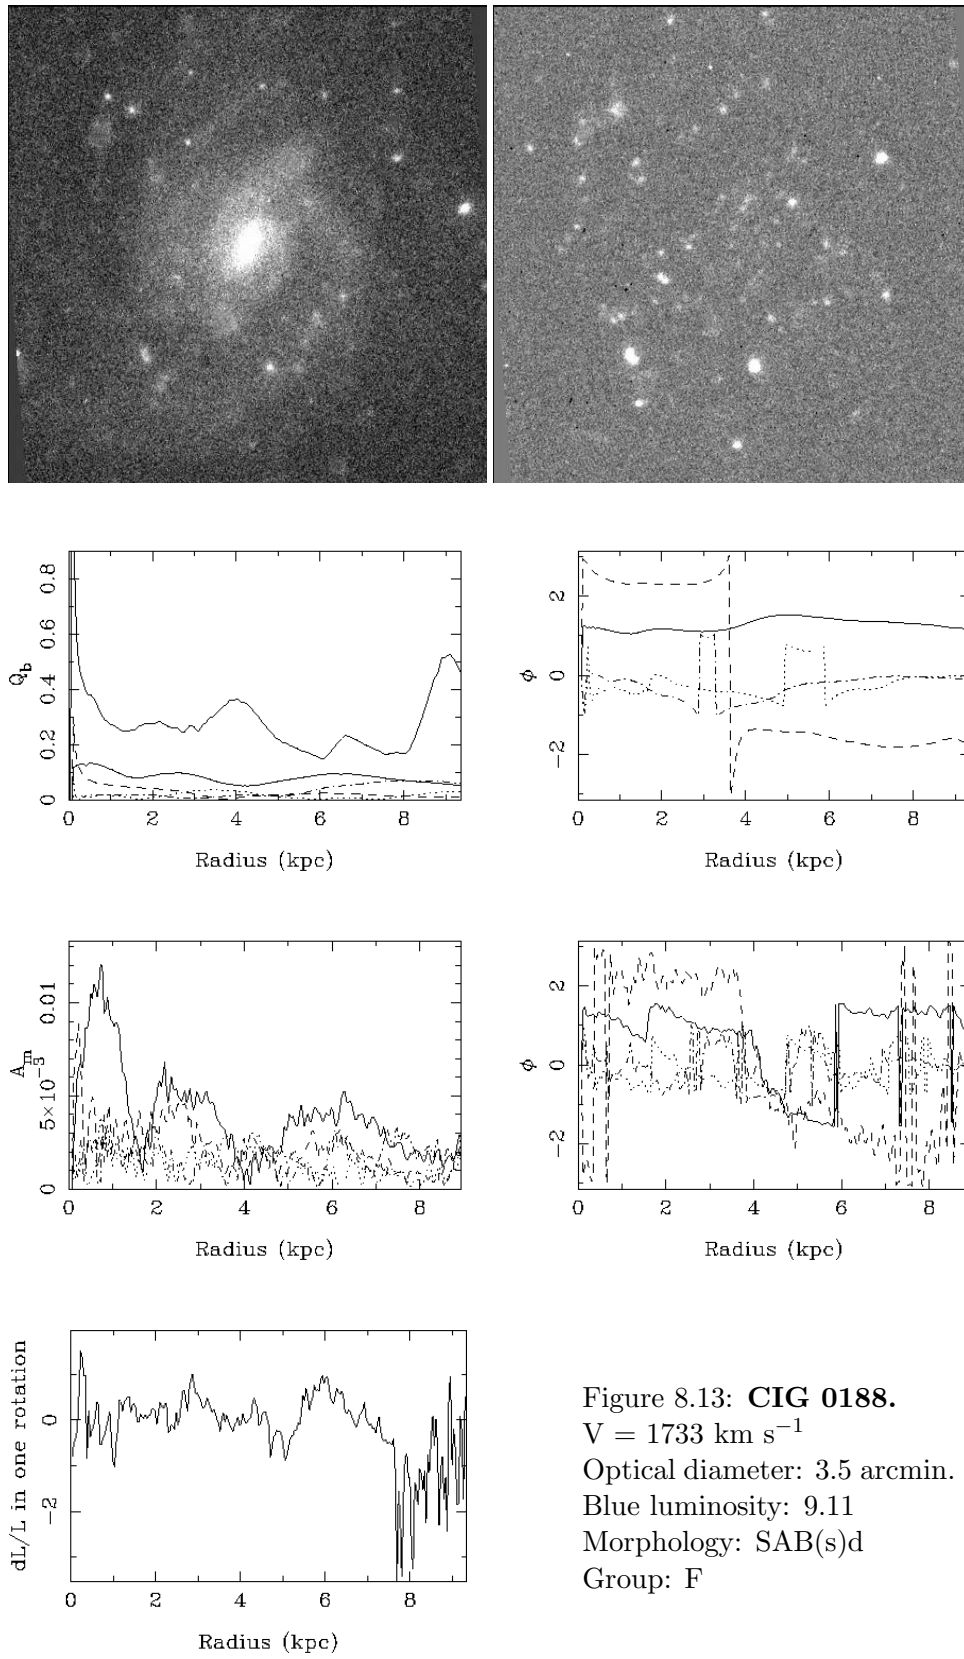 0 0.2 0.4 0.6 0.8
Q_b
0 2 4 6 8
Radius (kpc)
−2 0 2
φ
0 2 4 6 8
Radius (kpc)
0 5×10⁻³ 0.01
A_m
0 2 4 6 8
Radius (kpc)
−2 0 2
φ
0 2 4 6 8
Radius (kpc)
−2 0
dL/L in one rotation
0 2 4 6 8
Radius (kpc)
Figure 8.13: CIG 0188.
V = 1733 km s⁻¹
Optical diameter: 3.5 arcmin.
Blue luminosity: 9.11
Morphology: SAB(s)d
Group: F